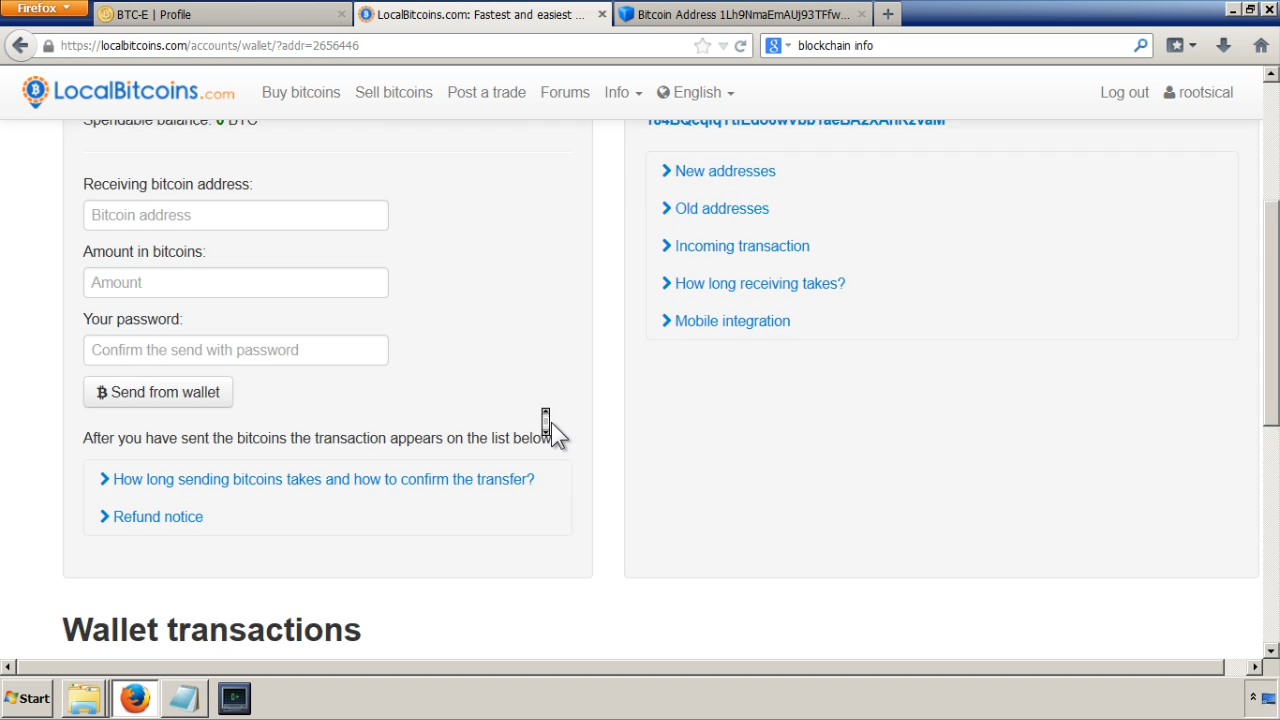 Firefox
BTC-E | Profile
LocalBitcoins.com: Fastest and easiest ...
Bitcoin Address 1Lh9NmaEmAUj93TFfw...
https://localbitcoins.com/accounts/wallet/?addr=2656446
blockchain info
LocalBitcoins.com
Buy bitcoins
Sell bitcoins
Post a trade
Forums
Info
English
Log out
rootsical
Spendable balance: 0 BTC
Receiving bitcoin address:
Bitcoin address
Amount in bitcoins:
Amount
Your password:
Confirm the send with password
Send from wallet
After you have sent the bitcoins the transaction appears on the list below
How long sending bitcoins takes and how to confirm the transfer?
Refund notice
New addresses
Old addresses
Incoming transaction
How long receiving takes?
Mobile integration
Wallet transactions
Start